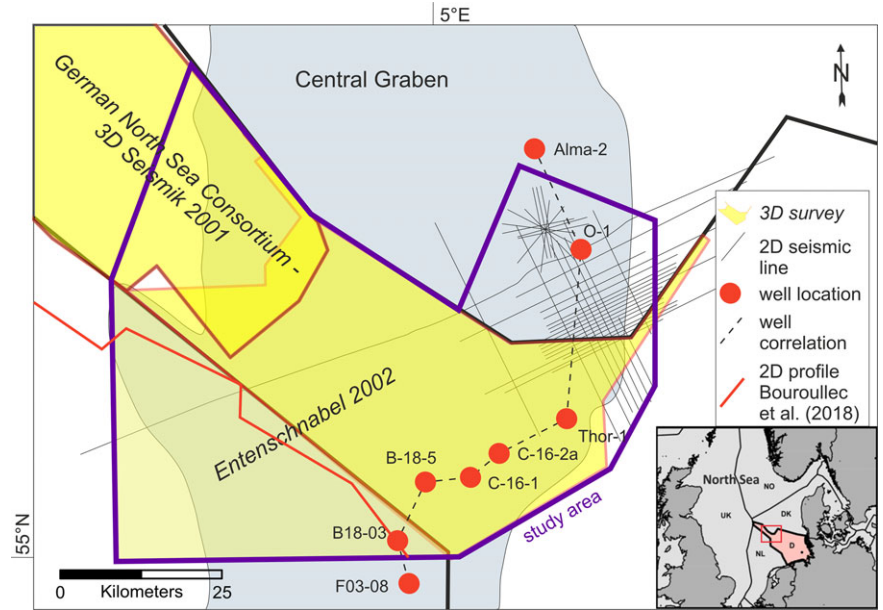 5°E
German North Sea Consortium -
3D Seismik 2001
Central Graben
N
Alma-2
O-1
3D survey
2D seismic
line
well location
well
correlation
2D profile
Bouroullec
et al. (2018)
Entenschnabel 2002
Thor-1
C-16-2a
B-18-5
C-16-1
study area
B18-03
55°N
F03-08
0
Kilometers
25
North Sea
NO
UK
DK
NL
D